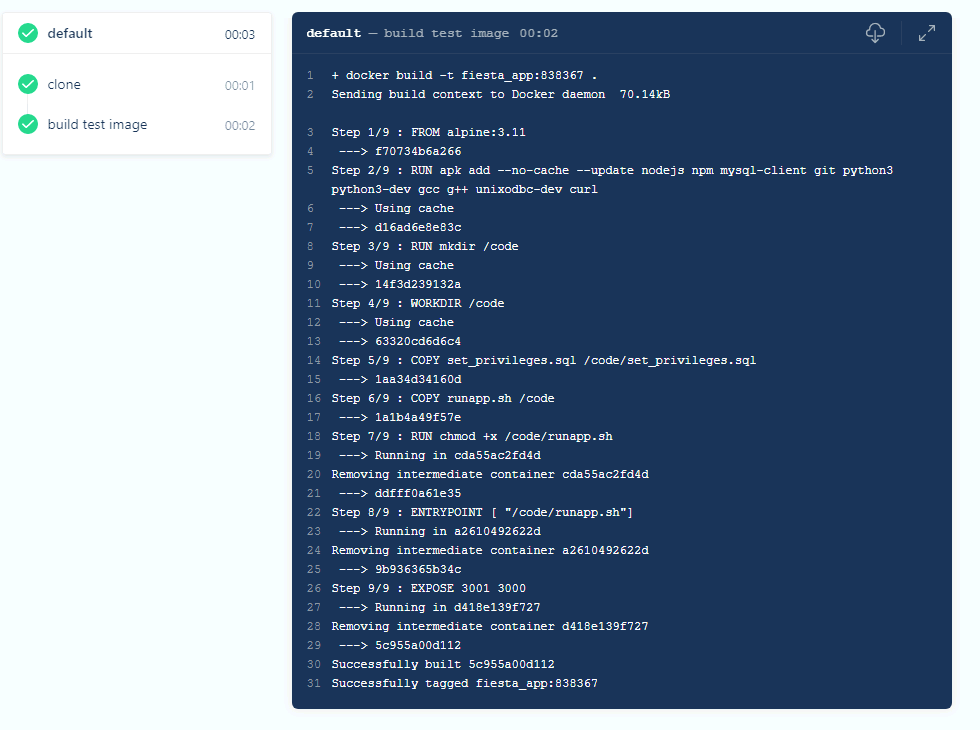 default 00:03
clone 00:01
build test image 00:02
default — build test image 00:02
1 + docker build -t fiesta_app:838367 .
2 Sending build context to Docker daemon  70.14kB
3 Step 1/9 : FROM alpine:3.11
4  ---> f70734b6a266
5 Step 2/9 : RUN apk add --no-cache --update nodejs npm mysql-client git python3
python3-dev gcc g++ unixodbc-dev curl
6  ---> Using cache
7  ---> d16ad6e8e83c
8 Step 3/9 : RUN mkdir /code
9  ---> Using cache
10  ---> 14f3d239132a
11 Step 4/9 : WORKDIR /code
12  ---> Using cache
13  ---> 63320cd6d6c4
14 Step 5/9 : COPY set_privileges.sql /code/set_privileges.sql
15  ---> 1aa34d34160d
16 Step 6/9 : COPY runapp.sh /code
17  ---> 1a1b4a49f57e
18 Step 7/9 : RUN chmod +x /code/runapp.sh
19  ---> Running in cda55ac2fd4d
20 Removing intermediate container cda55ac2fd4d
21  ---> ddfff0a61e35
22 Step 8/9 : ENTRYPOINT [ "/code/runapp.sh"]
23  ---> Running in a2610492622d
24 Removing intermediate container a2610492622d
25  ---> 9b936365b34c
26 Step 9/9 : EXPOSE 3001 3000
27  ---> Running in d418e139f727
28 Removing intermediate container d418e139f727
29  ---> 5c955a00d112
30 Successfully built 5c955a00d112
31 Successfully tagged fiesta_app:838367